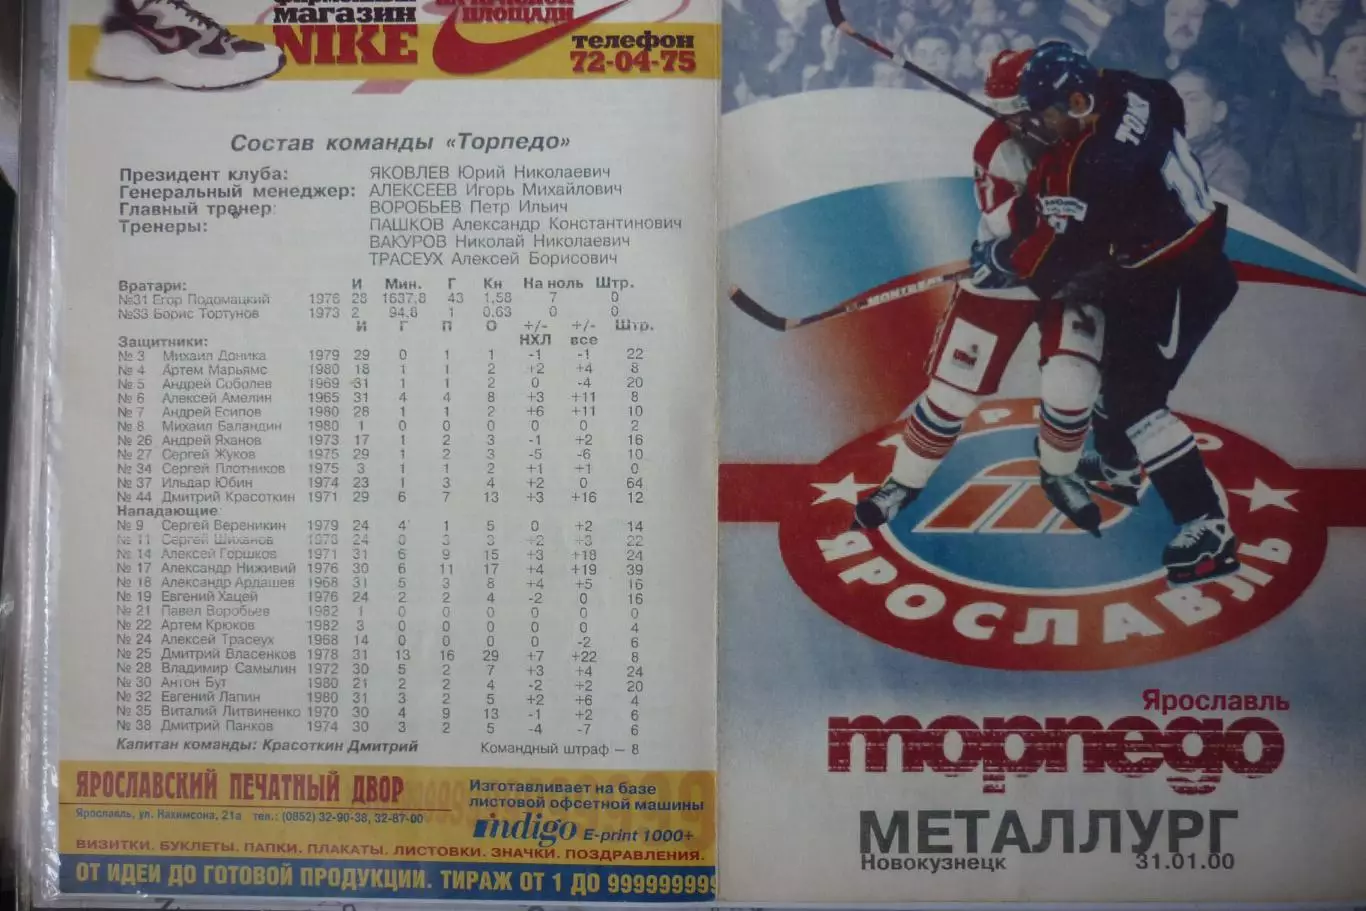 фирменный
магазин
NIKE
НА КРАСНОЙ
ПЛОЩАДИ
телефон
72-04-75
Состав команды «Торпедо»
Президент клуба: ЯКОВЛЕВ Юрий Николаевич
Генеральный менеджер: АЛЕКСЕЕВ Игорь Михайлович
Главный тренер: ВОРОБЬЕВ Петр Ильич
Тренеры: ПАШКОВ Александр Константинович
ВАКУРОВ Николай Николаевич
ТРАСЕУХ Алексей Борисович
Вратари: И Мин. Г Кн На ноль Штр.
№31 Егор Подомацкий 1976 28 1637,8 43 1,58 7 0
№33 Борис Тортунов 1973 2 94,8 1 0,63 0 0
И Г П О +/- +/- Штр.
Защитники: НХЛ все
№ 3 Михаил Доника 1979 29 0 1 1 -1 -1 22
№ 4 Артем Марьямс 1980 18 1 1 2 +2 +4 8
№ 5 Андрей Соболев 1969 31 1 1 2 0 -4 20
№ 6 Алексей Амелин 1965 31 4 4 8 +3 +11 8
№ 7 Андрей Есипов 1980 28 1 1 2 +6 +11 10
№ 8 Михаил Баландин 1980 1 0 0 0 0 0 2
№ 26 Андрей Яханов 1973 17 1 2 3 -1 +2 16
№ 27 Сергей Жуков 1975 29 1 2 3 -5 -6 10
№ 34 Сергей Плотников 1975 3 1 1 2 +1 +1 0
№ 37 Ильдар Юбин 1974 23 1 3 4 +2 0 64
№ 44 Дмитрий Красоткин 1971 29 6 7 13 +3 +16 12
Нападающие:
№ 9 Сергей Вереникин 1979 24 4 1 5 0 +2 14
№ 11 Сергей Шиханов 1978 24 0 3 3 +2 +3 22
№ 14 Алексей Горшков 1971 31 6 9 15 +3 +18 24
№ 17 Александр Ниживий 1976 30 6 11 17 +4 +19 39
№ 18 Александр Ардашев 1968 31 5 3 8 +4 +5 16
№ 19 Евгений Хацей 1976 24 2 2 4 -2 0 16
№ 21 Павел Воробьев 1982 1 0 0 0 0 0 0
№ 22 Артем Крюков 1982 3 0 0 0 0 0 4
№ 24 Алексей Трасеух 1968 14 0 0 0 0 -2 6
№ 25 Дмитрий Власенков 1978 31 13 16 29 +7 +22 8
№ 28 Владимир Самылин 1972 30 5 2 7 +3 +4 24
№ 30 Антон Бут 1980 21 2 2 4 -2 +2 20
№ 32 Евгений Лапин 1980 31 3 2 5 +2 +6 4
№ 35 Виталий Литвиненко 1970 30 4 9 13 -1 +2 6
№ 38 Дмитрий Панков 1974 30 3 2 5 -4 -7 6
Капитан команды: Красоткин Дмитрий Командный штраф – 8
ЯРОСЛАВСКИЙ ПЕЧАТНЫЙ ДВОР
Ярославль, ул. Нахимсона, 21а тел.: (0852) 32-90-38, 32-87-00
Изготавливает на базе
листовой офсетной машины
indigo E-print 1000+
ВИЗИТКИ. БУКЛЕТЫ. ПАПКИ. ПЛАКАТЫ. ЛИСТОВКИ. ЗНАЧКИ. ПОЗДРАВЛЕНИЯ.
ОТ ИДЕИ ДО ГОТОВОЙ ПРОДУКЦИИ. ТИРАЖ ОТ 1 ДО 999999999
MONTREAL
ЯРОСЛАВЛЬ
Ярославль
торпедо
МЕТАЛЛУРГ
Новокузнецк 31.01.00